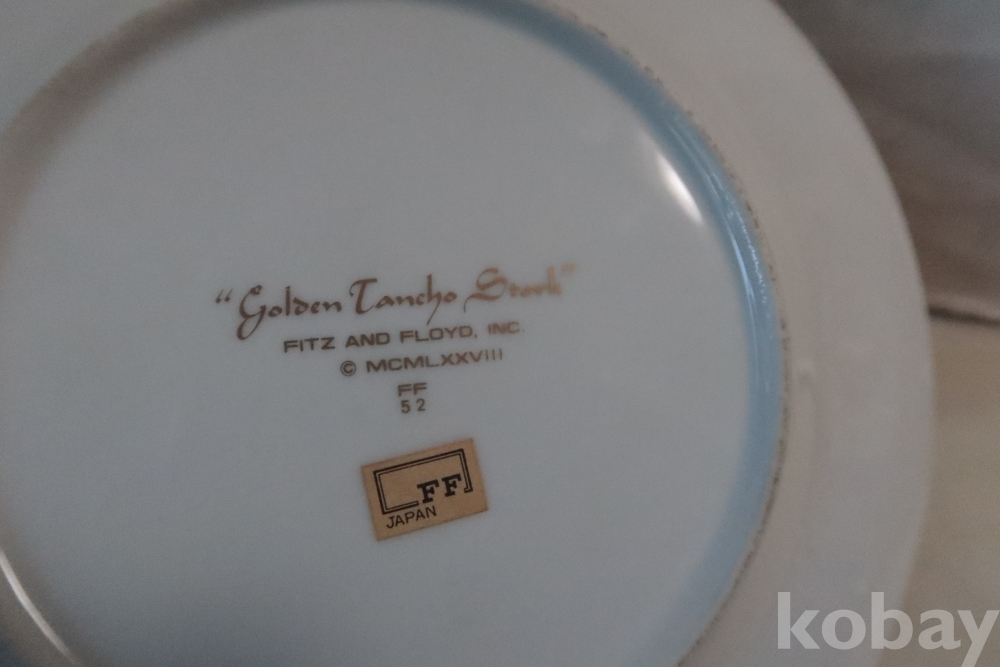 “Golden Tancho Stork”
FITZ AND FLOYD, INC.
© MCMLXXVIII
FF
52
FF
JAPAN
kobay